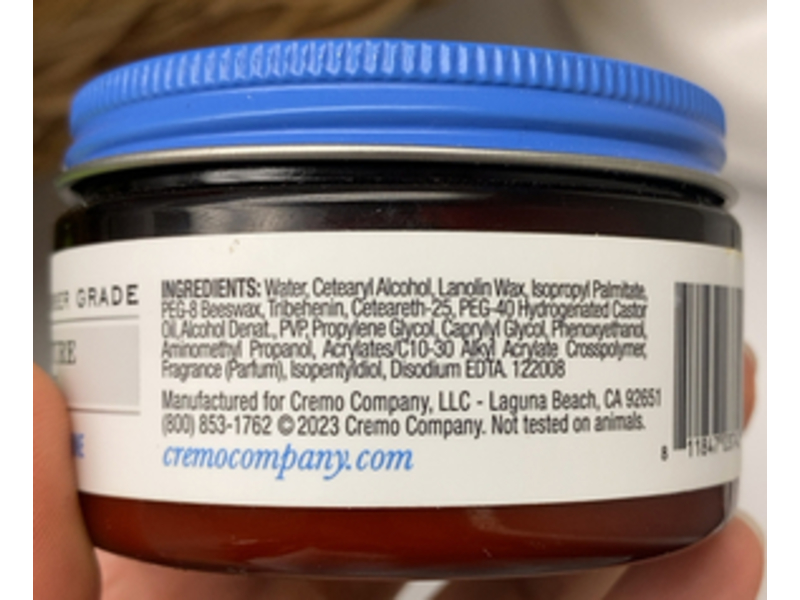 GRADE
INGREDIENTS: Water, Cetearyl Alcohol, Lanolin Wax, Isopropyl Palmitate,
PEG-8 Beeswax, Tribehenin, Ceteareth-25, PEG-40 Hydrogenated Castor
Oil, Alcohol Denat., PVP, Propylene Glycol, Caprylyl Glycol, Phenoxyethanol,
Aminomethyl Propanol, Acrylates/C10-30 Alkyl Acrylate Crosspolymer,
Fragrance (Parfum), Isopentyldiol, Disodium EDTA. 122008
Manufactured for Cremo Company, LLC - Laguna Beach, CA 92651
(800) 853-1762 © 2023 Cremo Company. Not tested on animals.
cremocompany.com
8